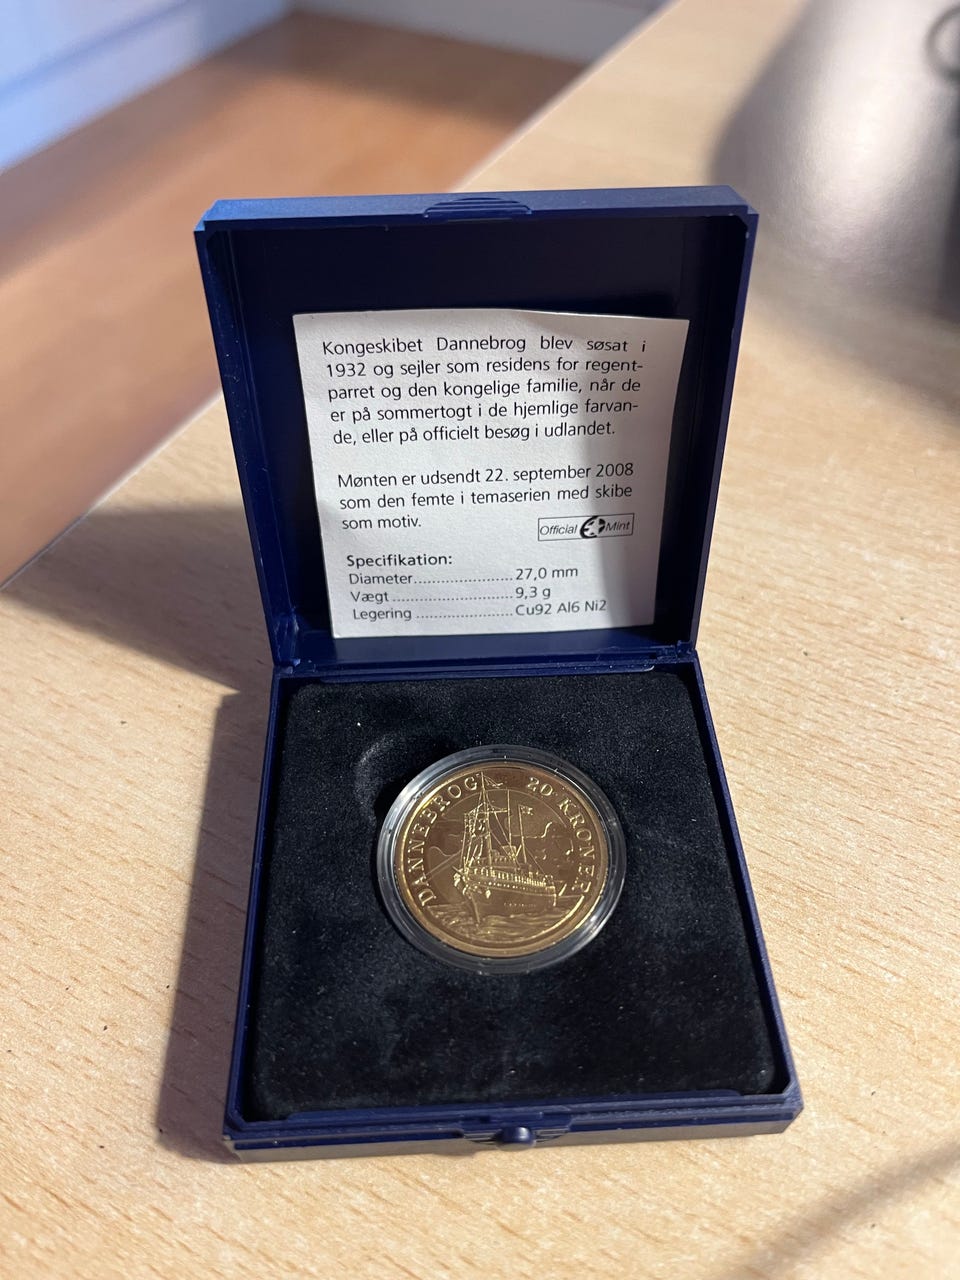 Kongeskibet Dannebrog blev søsat i
1932 og sejler som residens for regent-
parret og den kongelige familie, når de
er på sommertogt i de hjemlige farvan-
de, eller på officielt besøg i udlandet.
Mønten er udsendt 22. september 2008
som den femte i temaserien med skibe
som motiv.
Official Mint
Specifikation:
Diameter......................27,0 mm
Vægt...........................9,3 g
Legering .....................Cu92 Al6 Ni2
DANNEBROG 20 KRONER